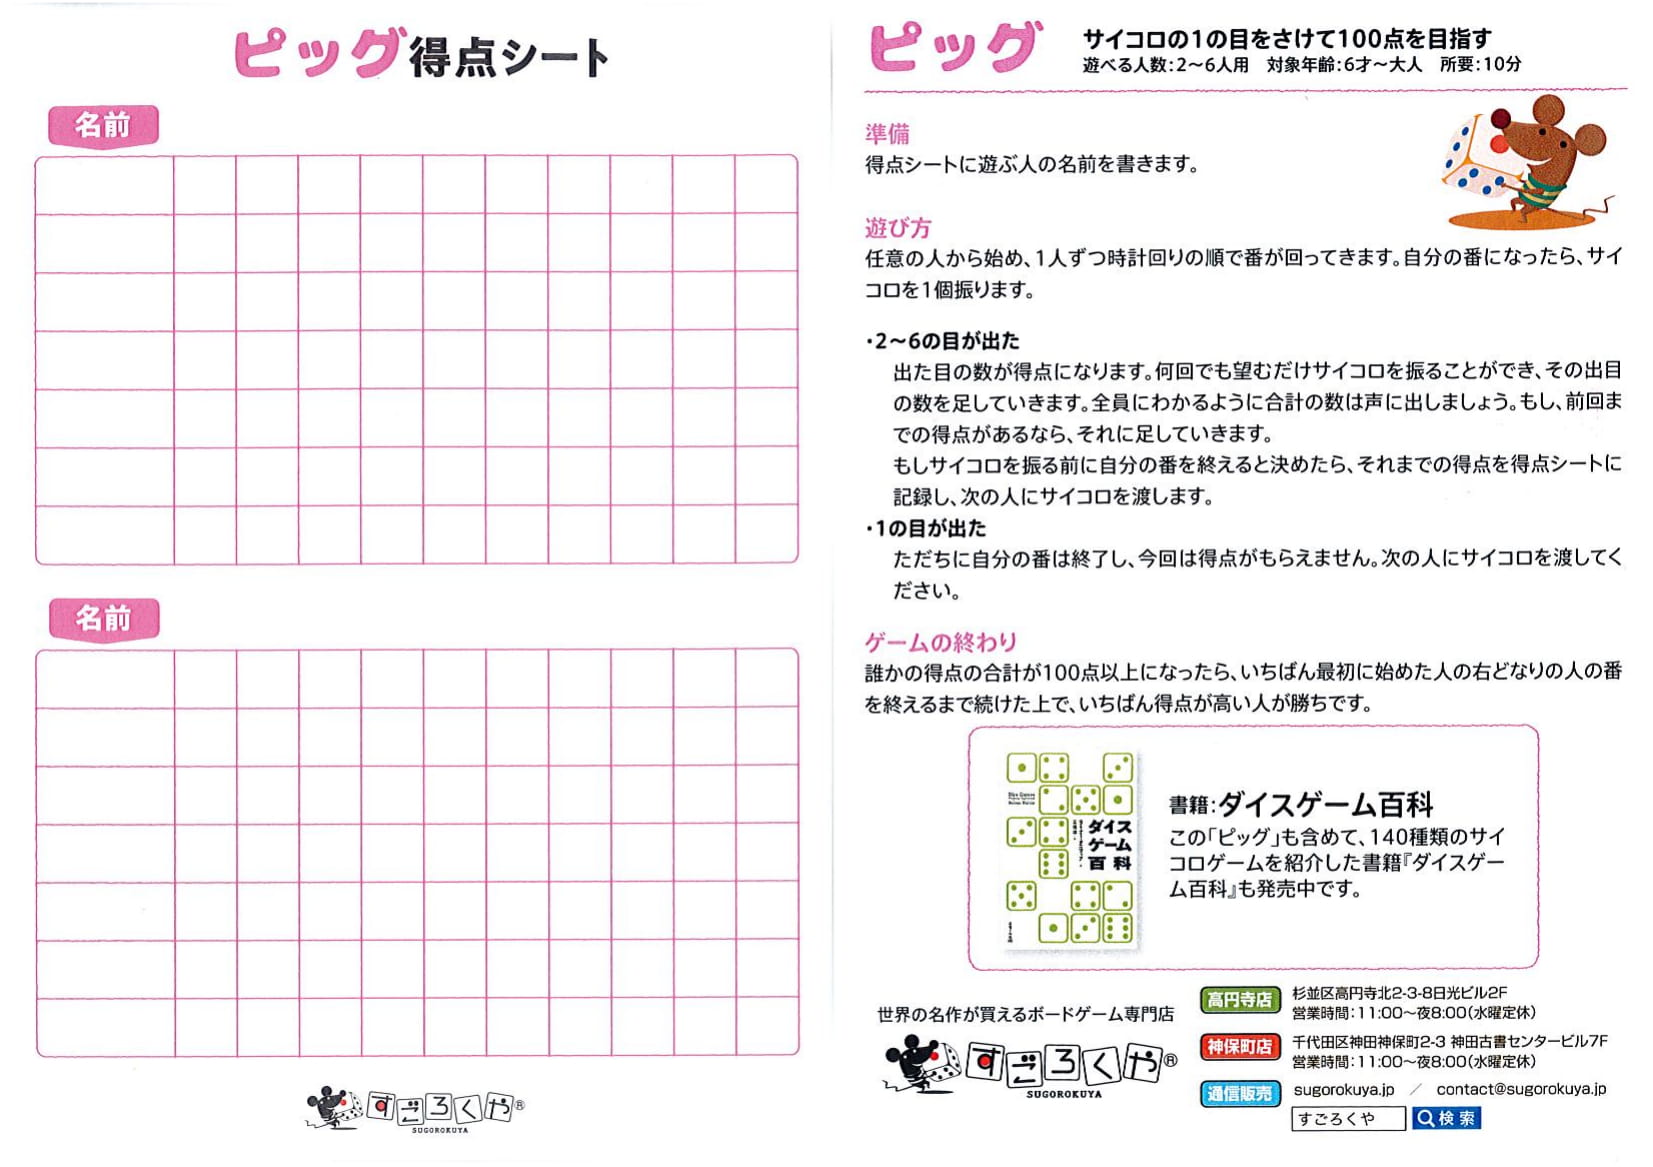 ピッグ得点シート
名前
名前
すごろくや®
SUGOROKUYA
ピッグ
サイコロの1の目をさけて100点を目指す
遊べる人数:2〜6人用　対象年齢:6才〜大人　所要:10分
準備
得点シートに遊ぶ人の名前を書きます。
遊び方
任意の人から始め、1人ずつ時計回りの順で番が回ってきます。自分の番になったら、サイ
コロを1個振ります。
・2〜6の目が出た
出た目の数が得点になります。何回でも望むだけサイコロを振ることができ、その出目
の数を足していきます。全員にわかるように合計の数は声に出しましょう。もし、前回ま
での得点があるなら、それに足していきます。
もしサイコロを振る前に自分の番を終えると決めたら、それまでの得点を得点シートに
記録し、次の人にサイコロを渡します。
・1の目が出た
ただちに自分の番は終了し、今回は得点がもらえません。次の人にサイコロを渡してく
ださい。
ゲームの終わり
誰かの得点の合計が100点以上になったら、いちばん最初に始めた人の右どなりの人の番
を終えるまで続けた上で、いちばん得点が高い人が勝ちです。
ダイス
ゲーム
百科
書籍:ダイスゲーム百科
この「ピッグ」も含めて、140種類のサイ
コロゲームを紹介した書籍『ダイスゲー
ム百科』も発売中です。
世界の名作が買えるボードゲーム専門店
すごろくや®
SUGOROKUYA
高円寺店 杉並区高円寺北2-3-8日光ビル2F
営業時間:11:00〜夜8:00(水曜定休)
神保町店 千代田区神田神保町2-3 神田古書センタービル7F
営業時間:11:00〜夜8:00(水曜定休)
通信販売 sugorokuya.jp ／ contact@sugorokuya.jp
すごろくや 検索